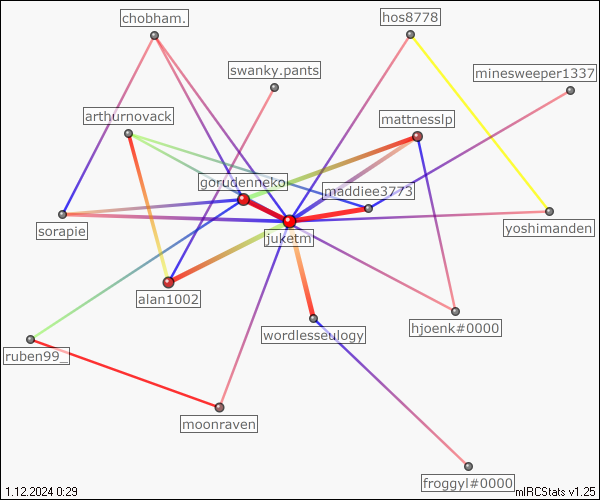 chobham.
hos8778
swanky.pants
minesweeper1337
arthurnovack
mattnesslp
gorudenneko
maddiee3773
sorapie
juketm
yoshimanden
alan1002
wordlesseulogy
hjoenk#0000
ruben99_
moonraven
froggyl#0000
1.12.2024 0:29
mIRCStats v1.25